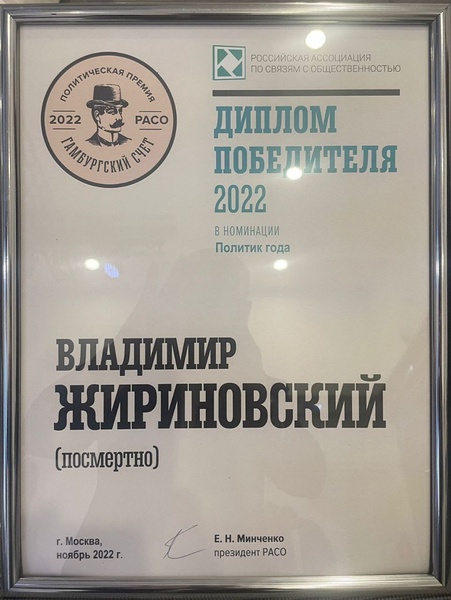 ПОЛИТИЧЕСКАЯ ПРЕМИЯ
2022 РАСО
ГАМБУРГСКИЙ СЧЕТ
РОССИЙСКАЯ АССОЦИАЦИЯ
ПО СВЯЗЯМ С ОБЩЕСТВЕННОСТЬЮ
ДИПЛОМ
ПОБЕДИТЕЛЯ
2022
В НОМИНАЦИИ
Политик года
ВЛАДИМИР
ЖИРИНОВСКИЙ
(посмертно)
г. Москва,
ноябрь 2022 г.
Е. Н. Минченко
президент РАСО